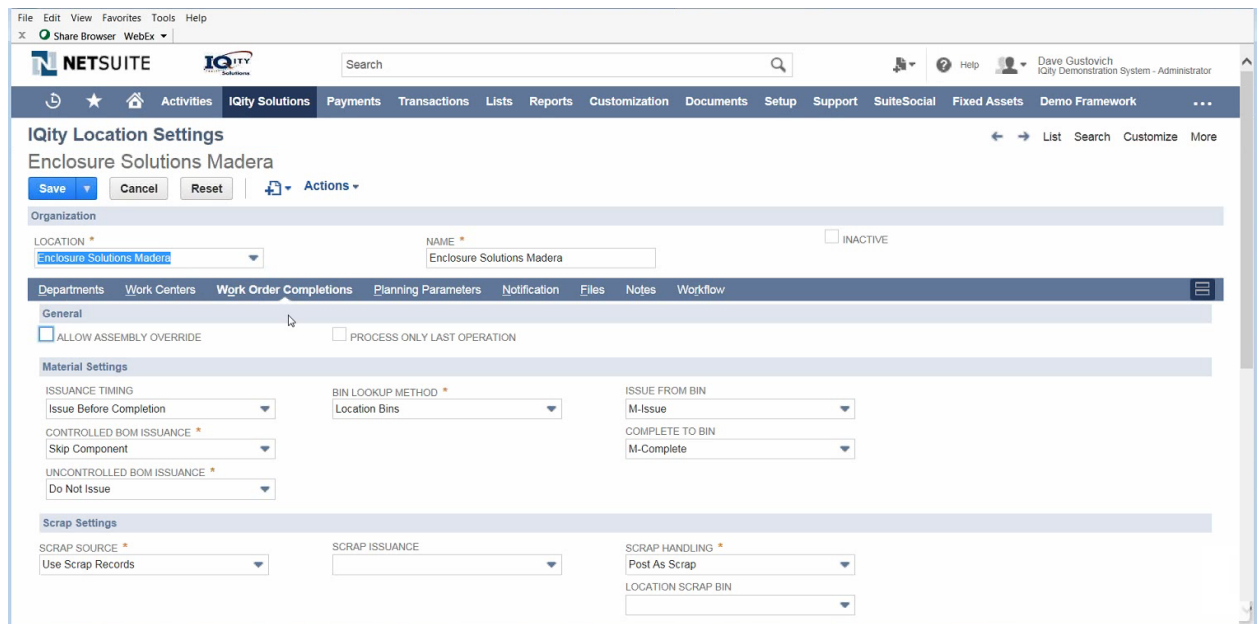 File Edit View Favorites Tools Help
x Share Browser WebEx
N NETSUITE IQITY Solutions Search Help Dave Gustovich
IQity Demonstration System - Administrator
Activities IQity Solutions Payments Transactions Lists Reports Customization Documents Setup Support SuiteSocial Fixed Assets Demo Framework ...
IQity Location Settings
List Search Customize More
Enclosure Solutions Madera
Save Cancel Reset Actions
Organization
LOCATION * NAME * INACTIVE
Enclosure Solutions Madera Enclosure Solutions Madera
Departments Work Centers Work Order Completions Planning Parameters Notification Files Notes Workflow
General
ALLOW ASSEMBLY OVERRIDE PROCESS ONLY LAST OPERATION
Material Settings
ISSUANCE TIMING BIN LOOKUP METHOD * ISSUE FROM BIN
Issue Before Completion Location Bins M-Issue
CONTROLLED BOM ISSUANCE * COMPLETE TO BIN
Skip Component M-Complete
UNCONTROLLED BOM ISSUANCE *
Do Not Issue
Scrap Settings
SCRAP SOURCE * SCRAP ISSUANCE SCRAP HANDLING *
Use Scrap Records Post As Scrap
LOCATION SCRAP BIN